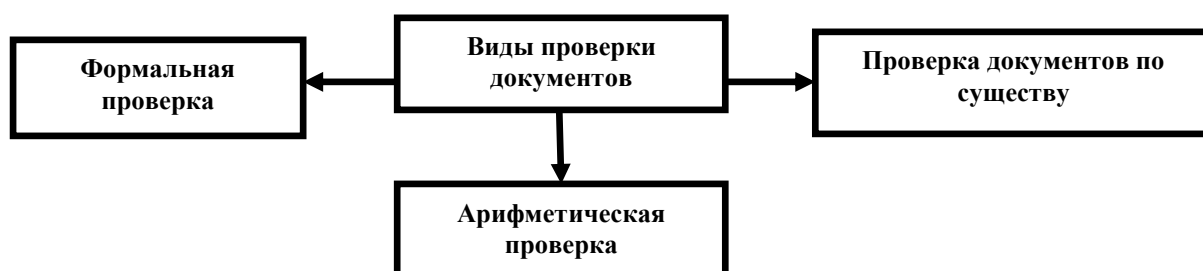 Виды проверки
документов
Формальная
проверка
Проверка документов по
существу
Арифметическая
проверка